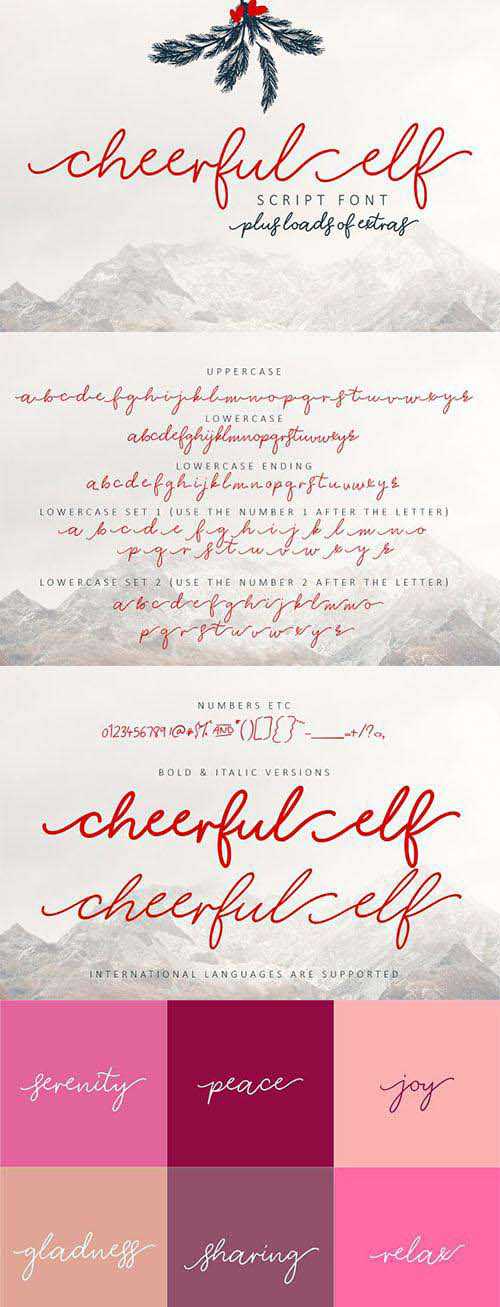 cheerful elf
SCRIPT FONT
plus loads of extras
UPPERCASE
abcdefghijklmnopqrstuvwxyz
LOWERCASE
abcdefghijklmnopqrstuvwxyz
LOWERCASE ENDING
abcdefghijklmnopqrstuvwxyz
LOWERCASE SET 1 (USE THE NUMBER 1 AFTER THE LETTER)
a b c d e f g h i j k l m n o
p q r s t u v w x y z
LOWERCASE SET 2 (USE THE NUMBER 2 AFTER THE LETTER)
abcdefghijklmno
pqrstuvwxyz
NUMBERS ETC
BOLD & ITALIC VERSIONS
cheerful elf
cheerful elf
INTERNATIONAL LANGUAGES ARE SUPPORTED
serenity
peace
joy
gladness
sharing
relax